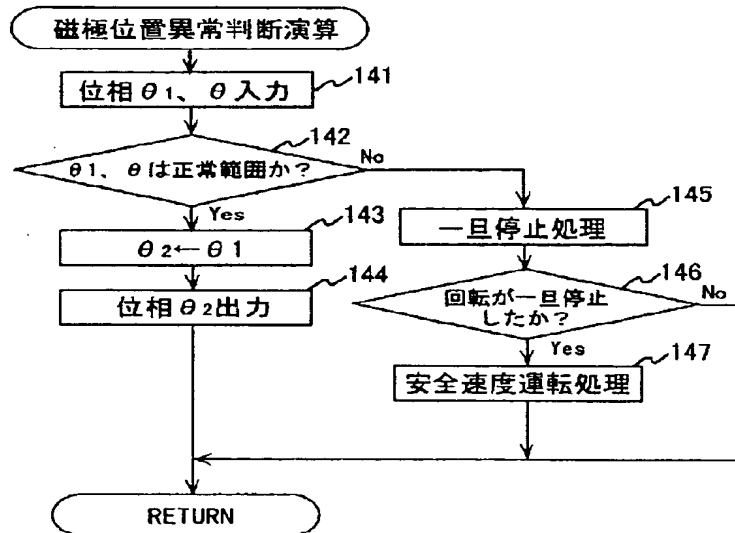 磁極位置異常判断演算
位相θ1、θ入力
141
142
θ1、θは正常範囲か?
No
Yes
143
θ2←θ1
144
位相θ2出力
145
一旦停止処理
146
回転が一旦停止
したか?
No
Yes
147
安全速度運転処理
RETURN